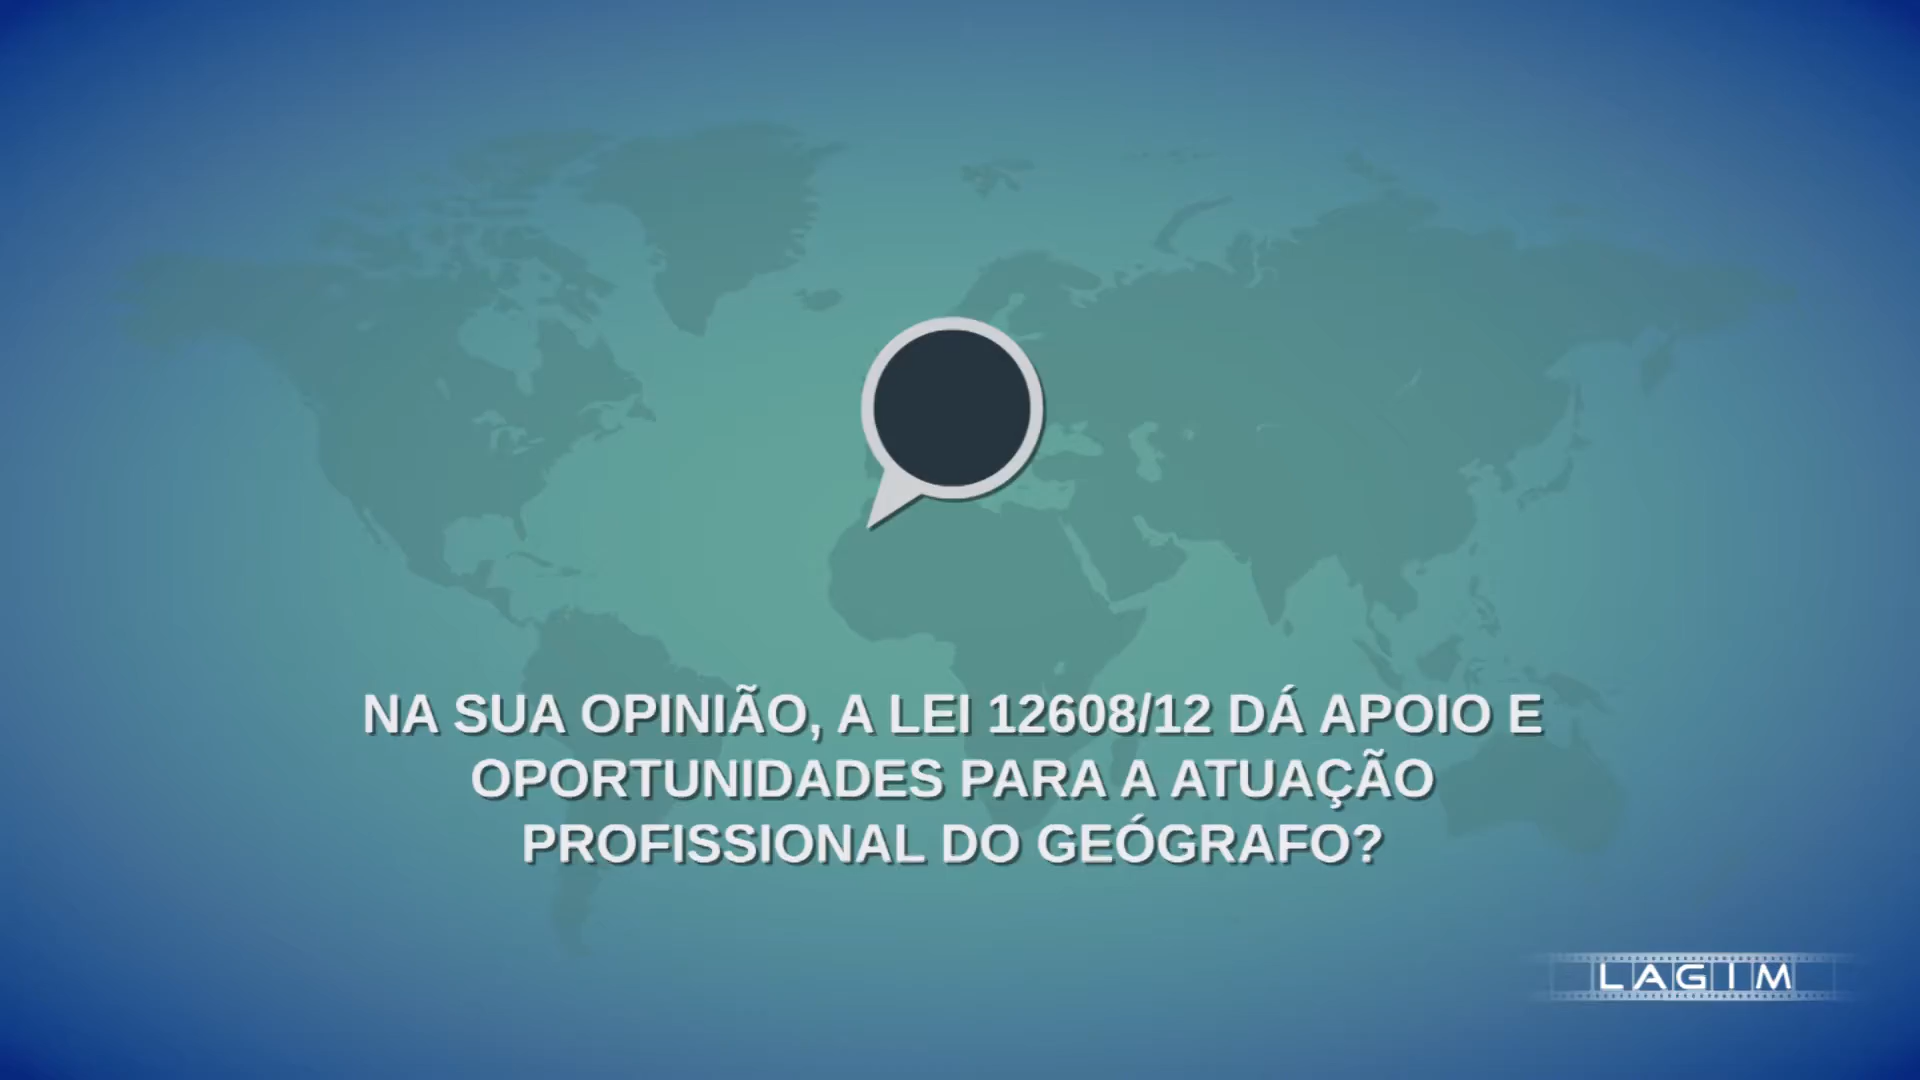 NA SUA OPINIÃO, A LEI 12608/12 DÁ APOIO E
OPORTUNIDADES PARA A ATUAÇÃO
PROFISSIONAL DO GEÓGRAFO?
LAGIM